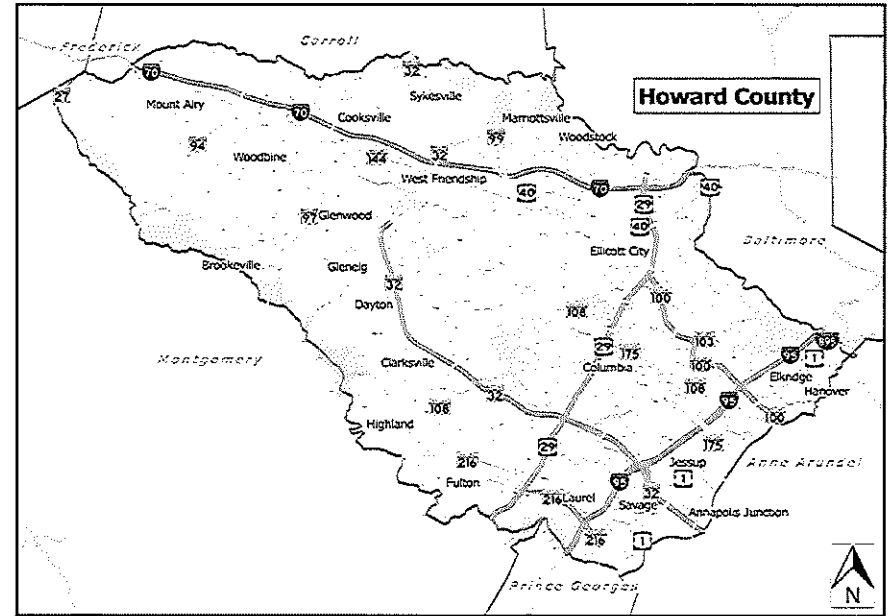 Frederick
Carroll
70
32
27
Mount Airy
Sykesville
Howard County
70
Cooksville
Marriottsville
94
99
Woodstock
Woodbine
144
32
West Friendship
40
70
40
29
97
Glenwood
40
Baltimore
Ellicott City
Brookeville
Glenelg
32
100
Dayton
108
103
29
175
95
895
Montgomery
Clarksville
Columbia
100
1
Elkridge
108
Hanover
32
95
108
100
Highland
29
175
216
Jessup
Anne Arundel
Fulton
95
1
216
Laurel
32
Savage
Annapolis Junction
216
1
Prince Georges
N